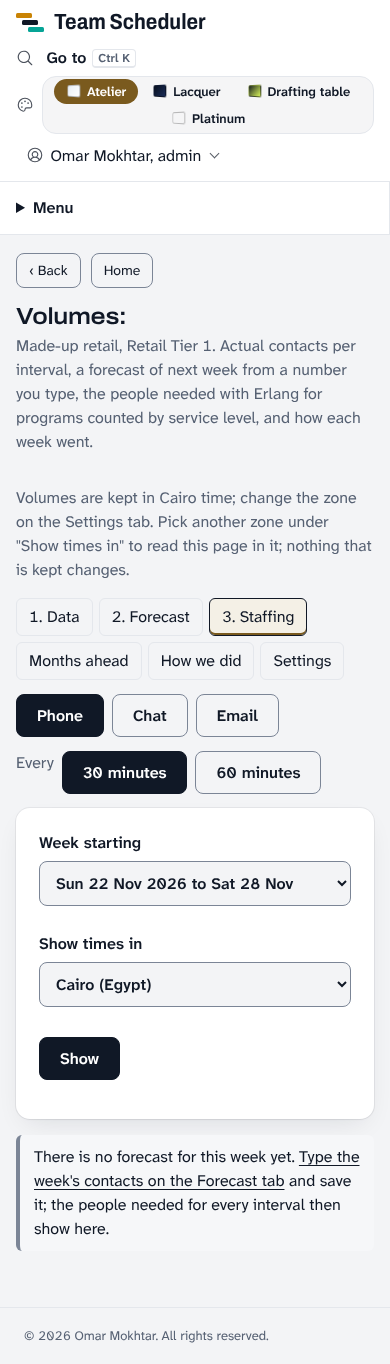 Team Scheduler
Go to Ctrl K
Atelier Lacquer Drafting table
Platinum
Omar Mokhtar, admin
Menu
‹ Back Home
Volumes:
Made-up retail, Retail Tier 1. Actual contacts per
interval, a forecast of next week from a number
you type, the people needed with Erlang for
programs counted by service level, and how each
week went.
Volumes are kept in Cairo time; change the zone
on the Settings tab. Pick another zone under
"Show times in" to read this page in it; nothing that
is kept changes.
1. Data 2. Forecast 3. Staffing
Months ahead How we did Settings
Phone Chat Email
Every 30 minutes 60 minutes
Week starting
Sun 22 Nov 2026 to Sat 28 Nov
Show times in
Cairo (Egypt)
Show
There is no forecast for this week yet. Type the
week's contacts on the Forecast tab and save
it; the people needed for every interval then
show here.
© 2026 Omar Mokhtar. All rights reserved.